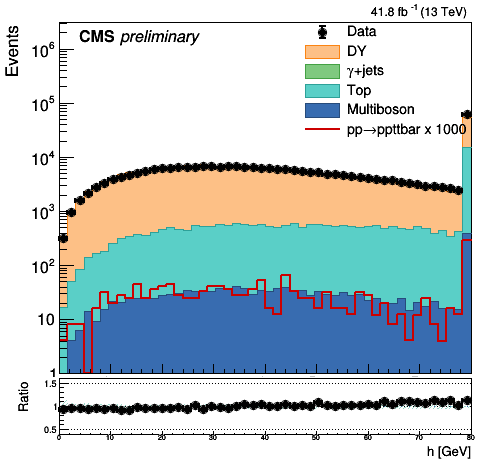 41.8 fb⁻¹ (13 TeV)
CMS preliminary
Data
DY
γ+jets
Top
Multiboson
pp→ppttbar x 1000
Events
10⁶
10⁵
10⁴
10³
10²
10
1
Ratio
1.5
1
0.5
0 10 20 30 40 50 60 70 80
h [GeV]